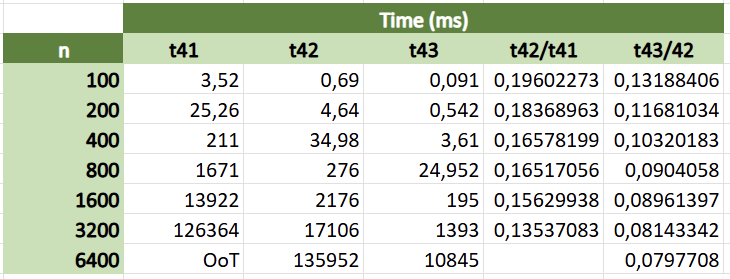 Time (ms)
n t41 t42 t43 t42/t41 t43/42
100 3,52 0,69 0,091 0,19602273 0,13188406
200 25,26 4,64 0,542 0,18368963 0,11681034
400 211 34,98 3,61 0,16578199 0,10320183
800 1671 276 24,952 0,16517056 0,0904058
1600 13922 2176 195 0,15629938 0,08961397
3200 126364 17106 1393 0,13537083 0,08143342
6400 OoT 135952 10845 0,0797708